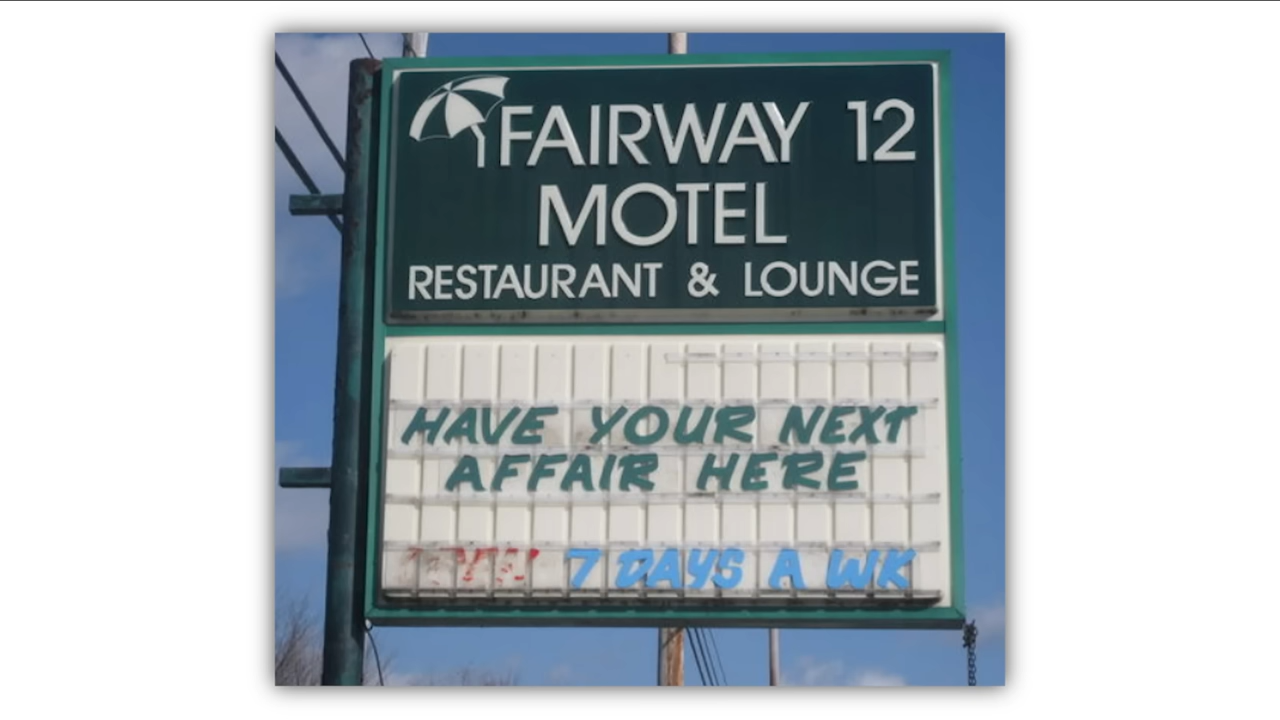 FAIRWAY 12
MOTEL
RESTAURANT & LOUNGE
HAVE YOUR NEXT
AFFAIR HERE
7 DAYS A WK